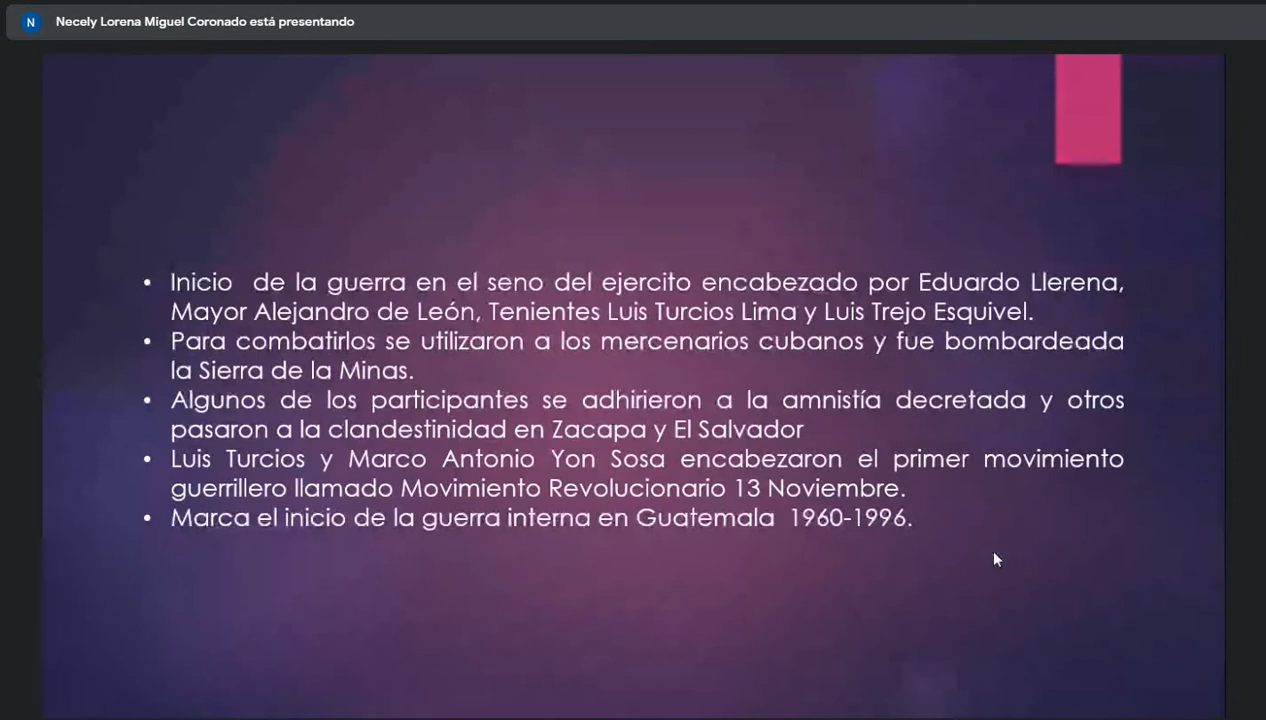 N
Necely Lorena Miguel Coronado está presentando
• Inicio de la guerra en el seno del ejercito encabezado por Eduardo Llerena,
Mayor Alejandro de León, Tenientes Luis Turcios Lima y Luis Trejo Esquivel.
• Para combatirlos se utilizaron a los mercenarios cubanos y fue bombardeada
la Sierra de la Minas.
• Algunos de los participantes se adhirieron a la amnistía decretada y otros
pasaron a la clandestinidad en Zacapa y El Salvador
• Luis Turcios y Marco Antonio Yon Sosa encabezaron el primer movimiento
guerrillero llamado Movimiento Revolucionario 13 Noviembre.
• Marca el inicio de la guerra interna en Guatemala 1960-1996.